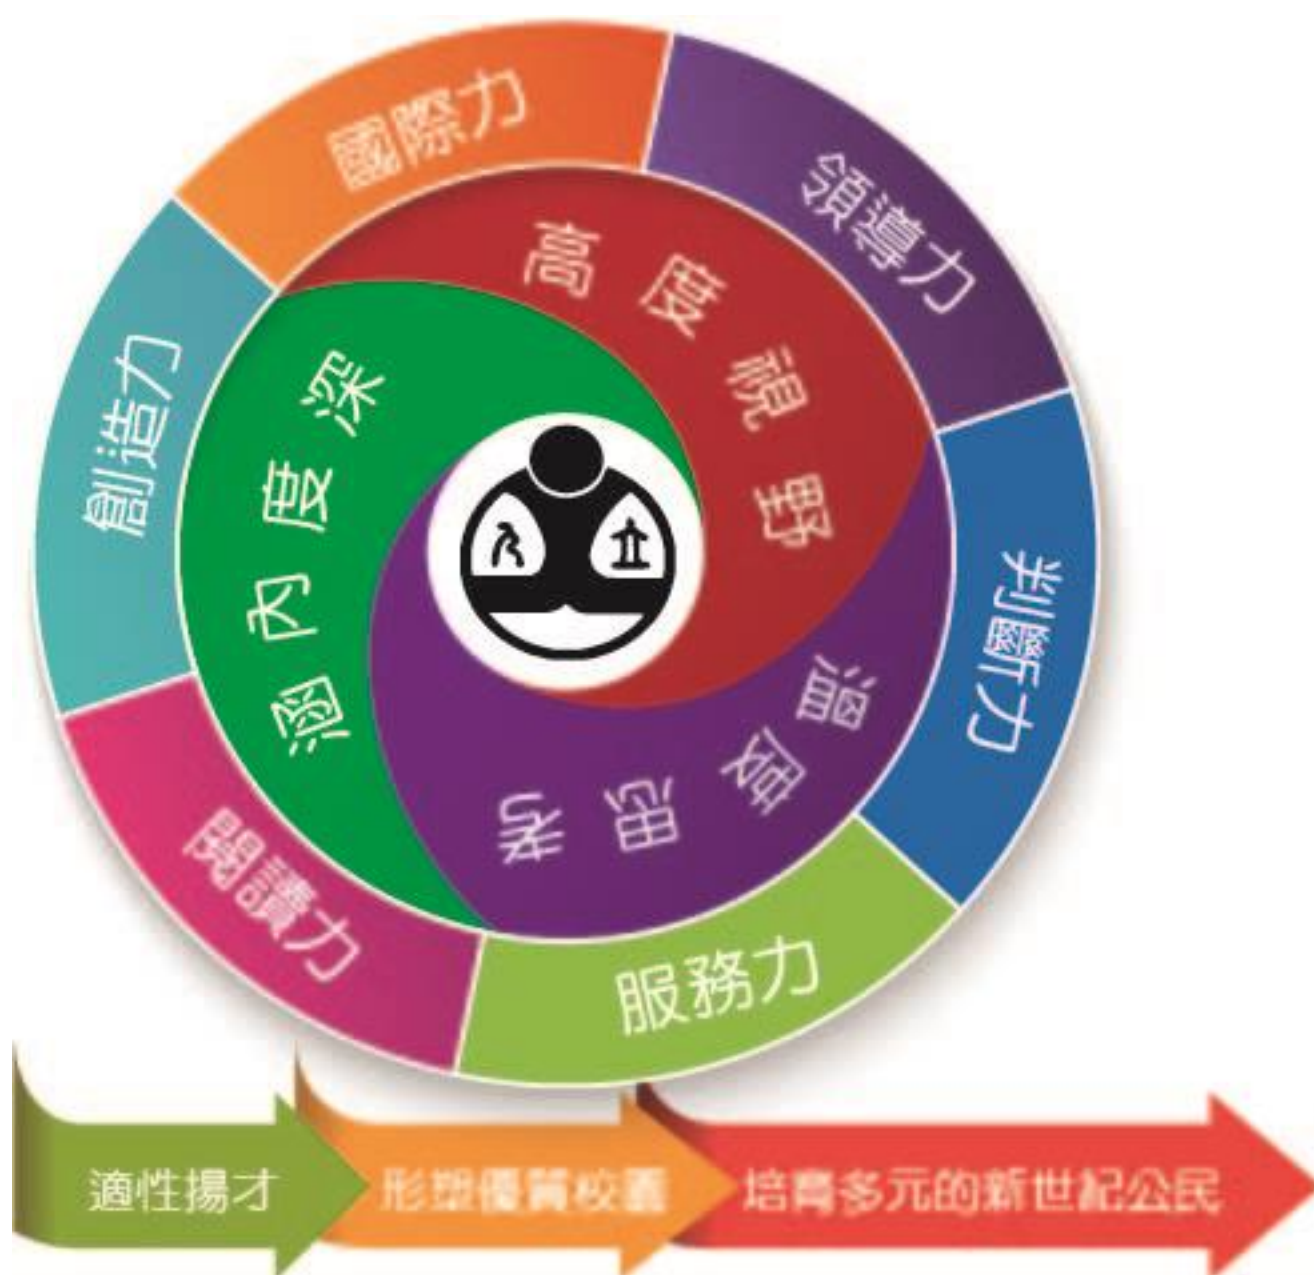 國際力
領導力
判斷力
服務力
閱讀力
創造力
高度視野
溫度思考
深度內涵
適性揚才
形塑優質校園
培育多元的新世紀公民